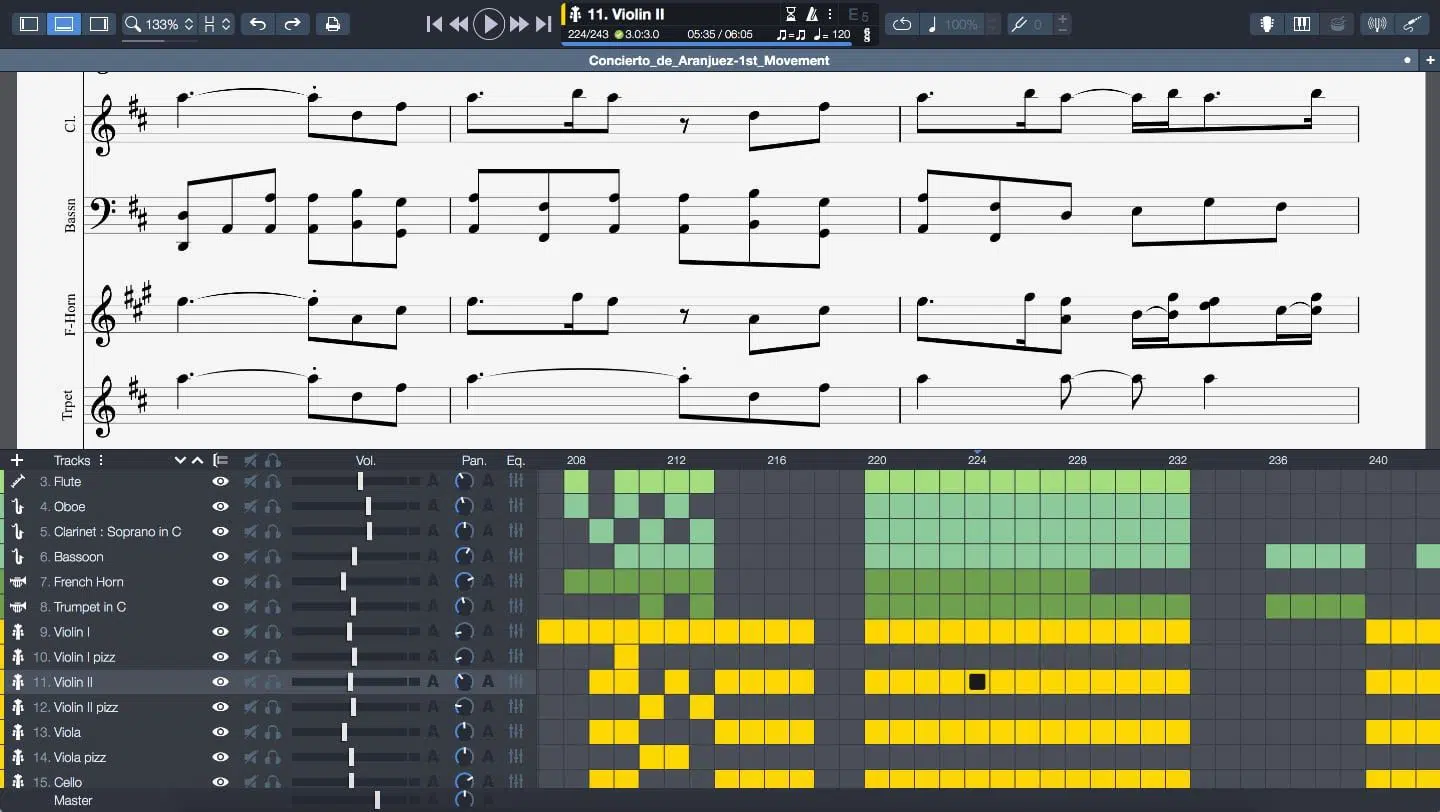 133%
11. Violin II
E5
224/243 3.0:3.0 05:35 / 06:05 = = 120 6 8
100%
0
Concierto_de_Aranjuez-1st_Movement
Cl.
Bassn
F-Horn
Trpet
Tracks Vol. Pan. Eq. 208 212 216 220 224 228 232 236 240
3. Flute A A
4. Oboe A A
5. Clarinet : Soprano in C A A
6. Bassoon A A
7. French Horn A A
8. Trumpet in C A A
9. Violin I A A
10. Violin I pizz A A
11. Violin II A A
12. Violin II pizz A A
13. Viola A A
14. Viola pizz A A
15. Cello A A
Master